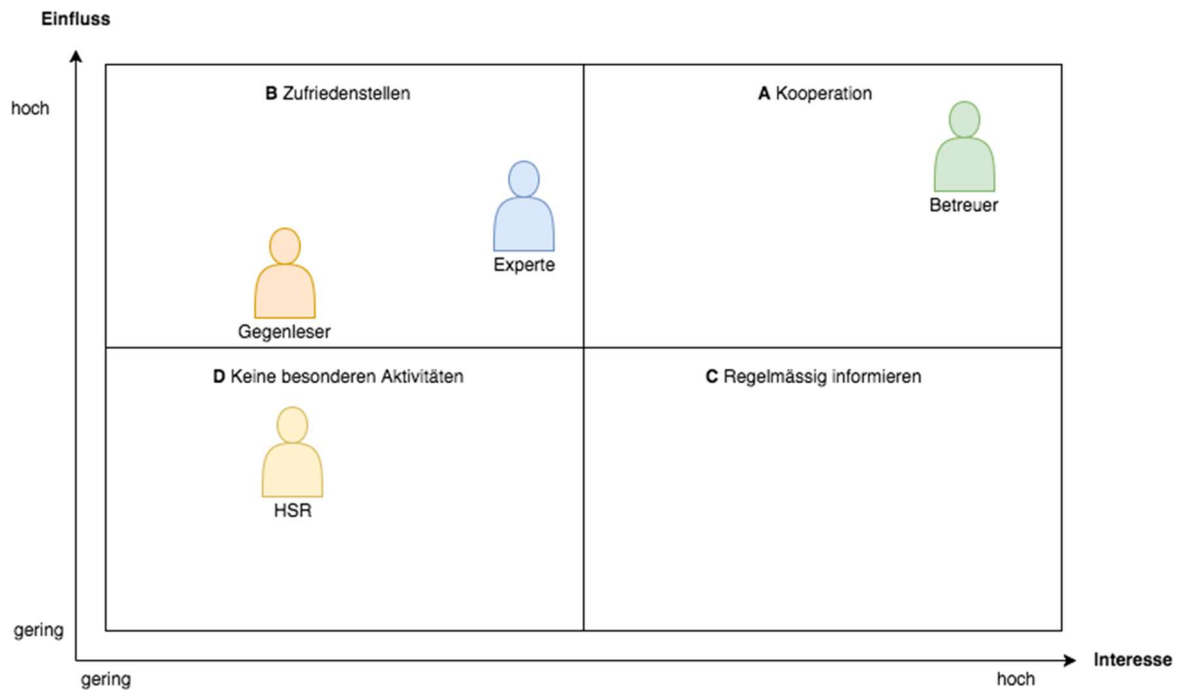 Einfluss
hoch
B Zufriedenstellen
A Kooperation
Betreuer
Experte
Gegenleser
D Keine besonderen Aktivitäten
C Regelmässig informieren
HSR
gering
Interesse
gering
hoch